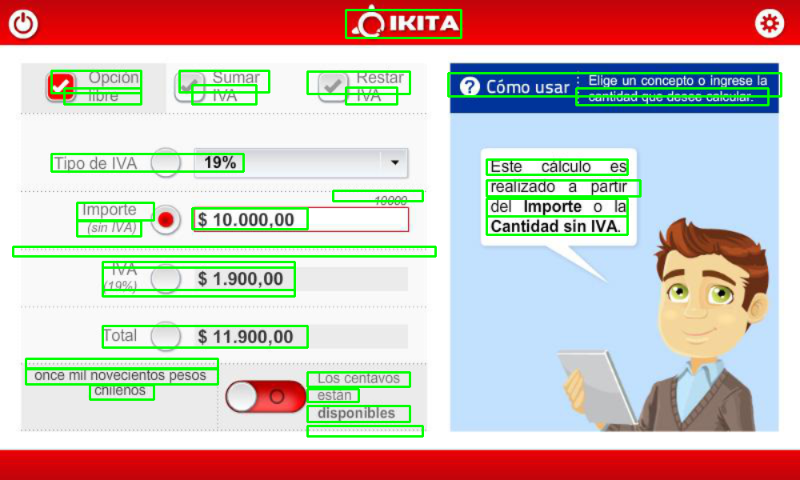 IKITA
Opción
libre
Sumar
IVA
Restar
IVA
Tipo de IVA 19%
10000
Importe
(sin IVA)
$ 10.000,00
IVA
(19%)
$ 1.900,00
Total $ 11.900,00
once mil novecientos pesos
chilenos
Los centavos
están
disponibles
? Cómo usar : Elige un concepto o ingrese la
cantidad que desee calcular.
Este cálculo es
realizado a partir
del Importe o la
Cantidad sin IVA.